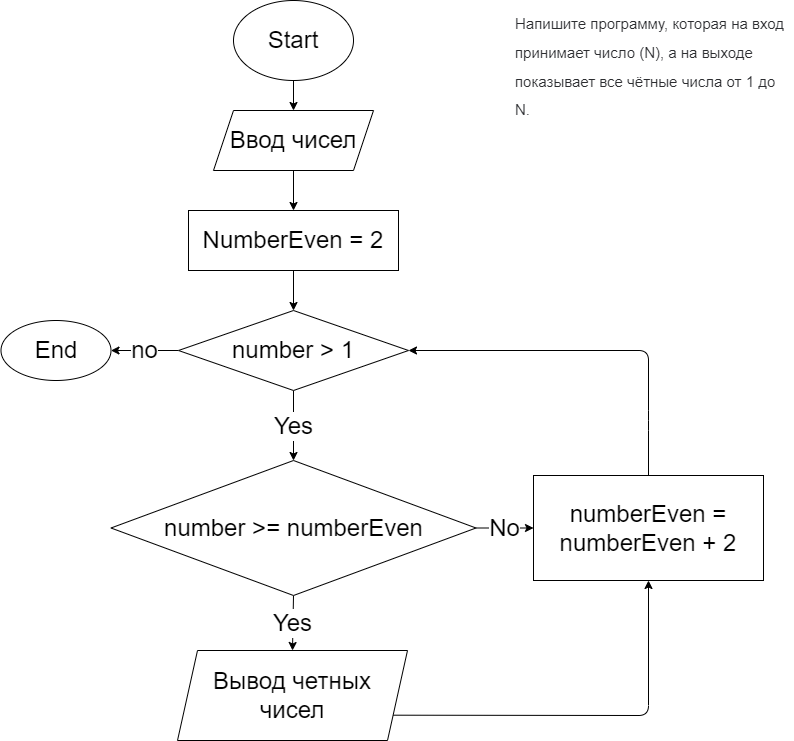 Start
Напишите программу, которая на вход
принимает число (N), а на выходе
показывает все чётные числа от 1 до
N.
Ввод чисел
NumberEven = 2
End
no
number > 1
Yes
number >= numberEven
No
numberEven =
numberEven + 2
Yes
Вывод четных
чисел